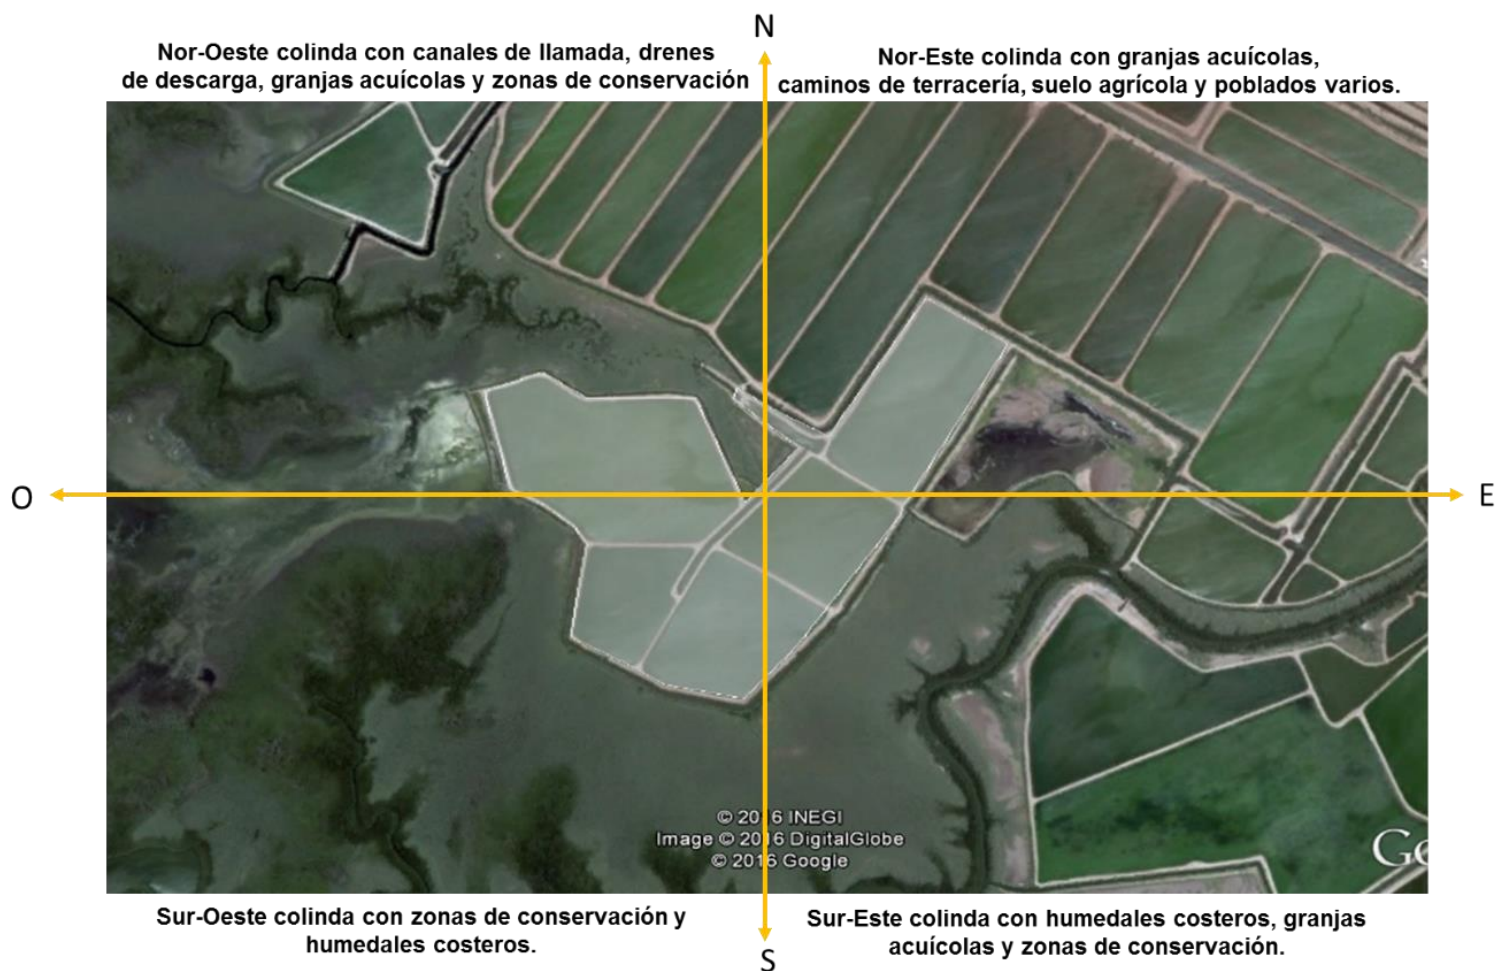 N
Nor-Oeste colinda con canales de llamada, drenes
de descarga, granjas acuícolas y zonas de conservación
Nor-Este colinda con granjas acuícolas,
caminos de terracería, suelo agrícola y poblados varios.
O
E
© 2016 INEGI
Image © 2016 DigitalGlobe
© 2016 Google
Go
Sur-Oeste colinda con zonas de conservación y
humedales costeros.
Sur-Este colinda con humedales costeros, granjas
acuícolas y zonas de conservación.
S